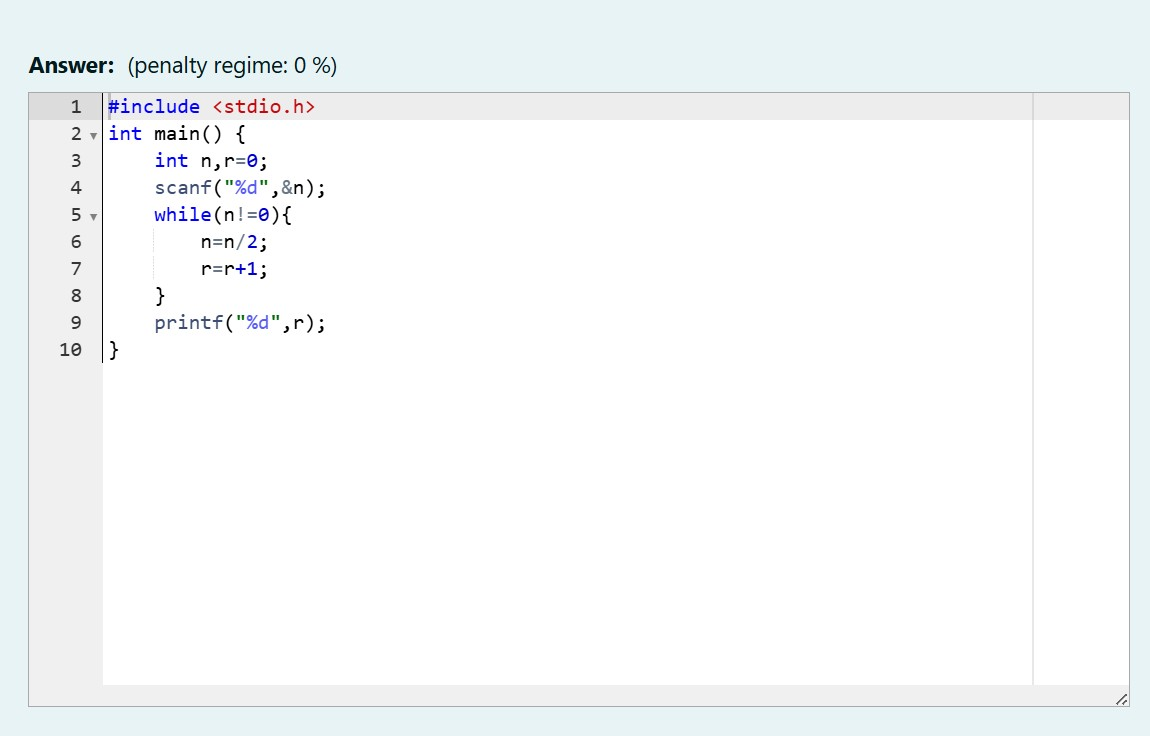 Answer: (penalty regime: 0 %)
1 #include <stdio.h>
2 int main() {
3     int n,r=0;
4     scanf("%d",&n);
5     while(n!=0){
6         n=n/2;
7         r=r+1;
8     }
9     printf("%d",r);
10 }